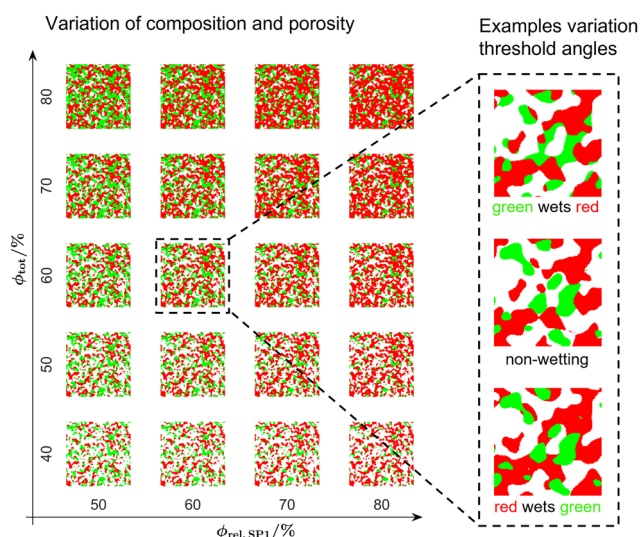 Variation of composition and porosity
Examples variation
threshold angles
80
70
60
50
40
ϕtot/%
50 60 70 80
ϕrel, SP1/%
green wets red
non-wetting
red wets green